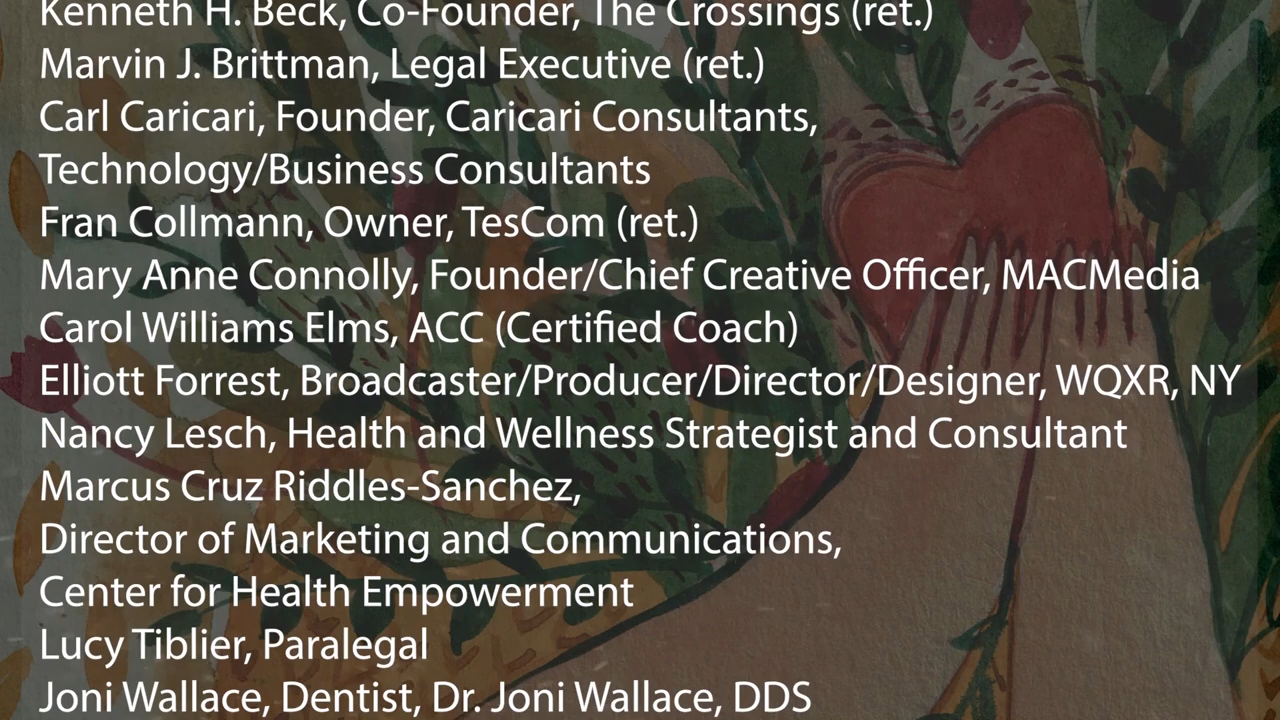 Kenneth H. Beck, Co-Founder, The Crossings (ret.)
Marvin J. Brittman, Legal Executive (ret.)
Carl Caricari, Founder, Caricari Consultants,
Technology/Business Consultants
Fran Collmann, Owner, TesCom (ret.)
Mary Anne Connolly, Founder/Chief Creative Officer, MACMedia
Carol Williams Elms, ACC (Certified Coach)
Elliott Forrest, Broadcaster/Producer/Director/Designer, WQXR, NY
Nancy Lesch, Health and Wellness Strategist and Consultant
Marcus Cruz Riddles-Sanchez,
Director of Marketing and Communications,
Center for Health Empowerment
Lucy Tiblier, Paralegal
Joni Wallace, Dentist, Dr. Joni Wallace, DDS